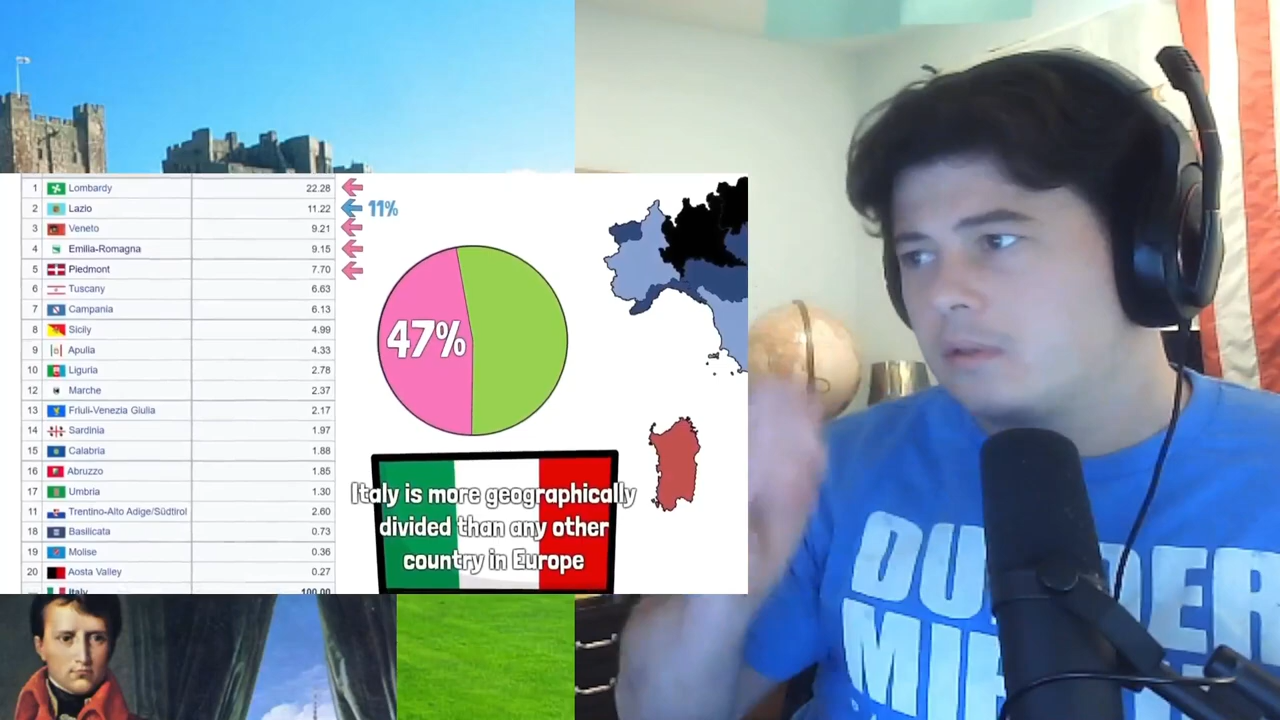 1 Lombardy 22.28
2 Lazio 11.22 11%
3 Veneto 9.21
4 Emilia-Romagna 9.15
5 Piedmont 7.70
6 Tuscany 6.63
7 Campania 6.13
8 Sicily 4.99
9 Apulia 4.33
10 Liguria 2.78
12 Marche 2.37
13 Friuli-Venezia Giulia 2.17
14 Sardinia 1.97
15 Calabria 1.88
16 Abruzzo 1.85
17 Umbria 1.30
11 Trentino-Alto Adige/Südtirol 2.60
18 Basilicata 0.73
19 Molise 0.36
20 Aosta Valley 0.27
Italy 100.00
47%
Italy is more geographically
divided than any other
country in Europe